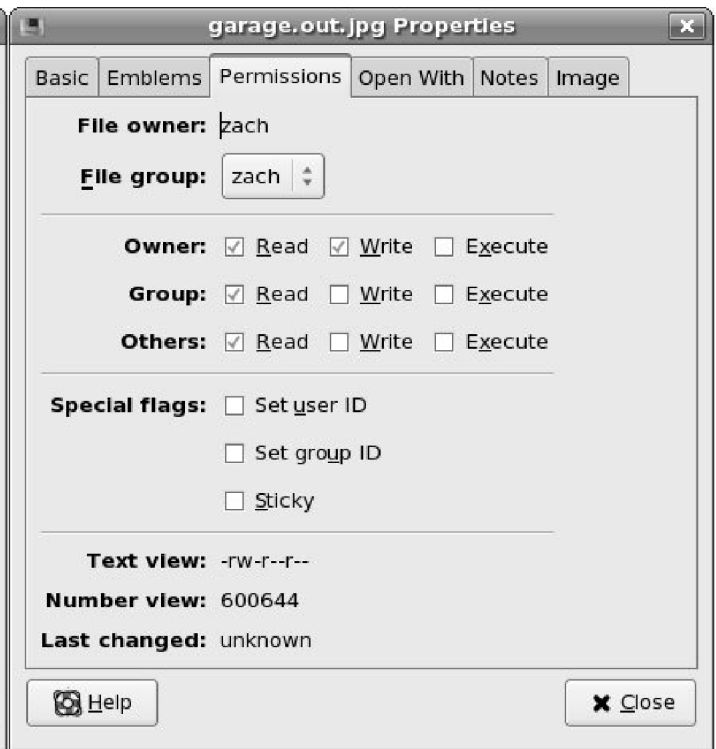 garage.out.jpg Properties
Basic Emblems Permissions Open With Notes Image
File owner: zach
File group: zach
Owner: Read Write Execute
Group: Read Write Execute
Others: Read Write Execute
Special flags: Set user ID
Set group ID
Sticky
Text view: -rw-r--r--
Number view: 600644
Last changed: unknown
Help Close